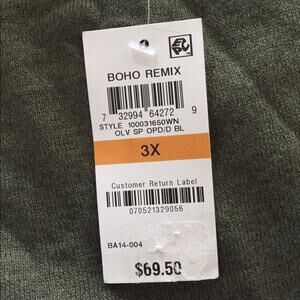 BOHO REMIX
7 32994 64272 9
STYLE 100031650WN
OLV SP OPD/D BL
3X
Customer Return Label
070521329056
BA14-004
$69.50